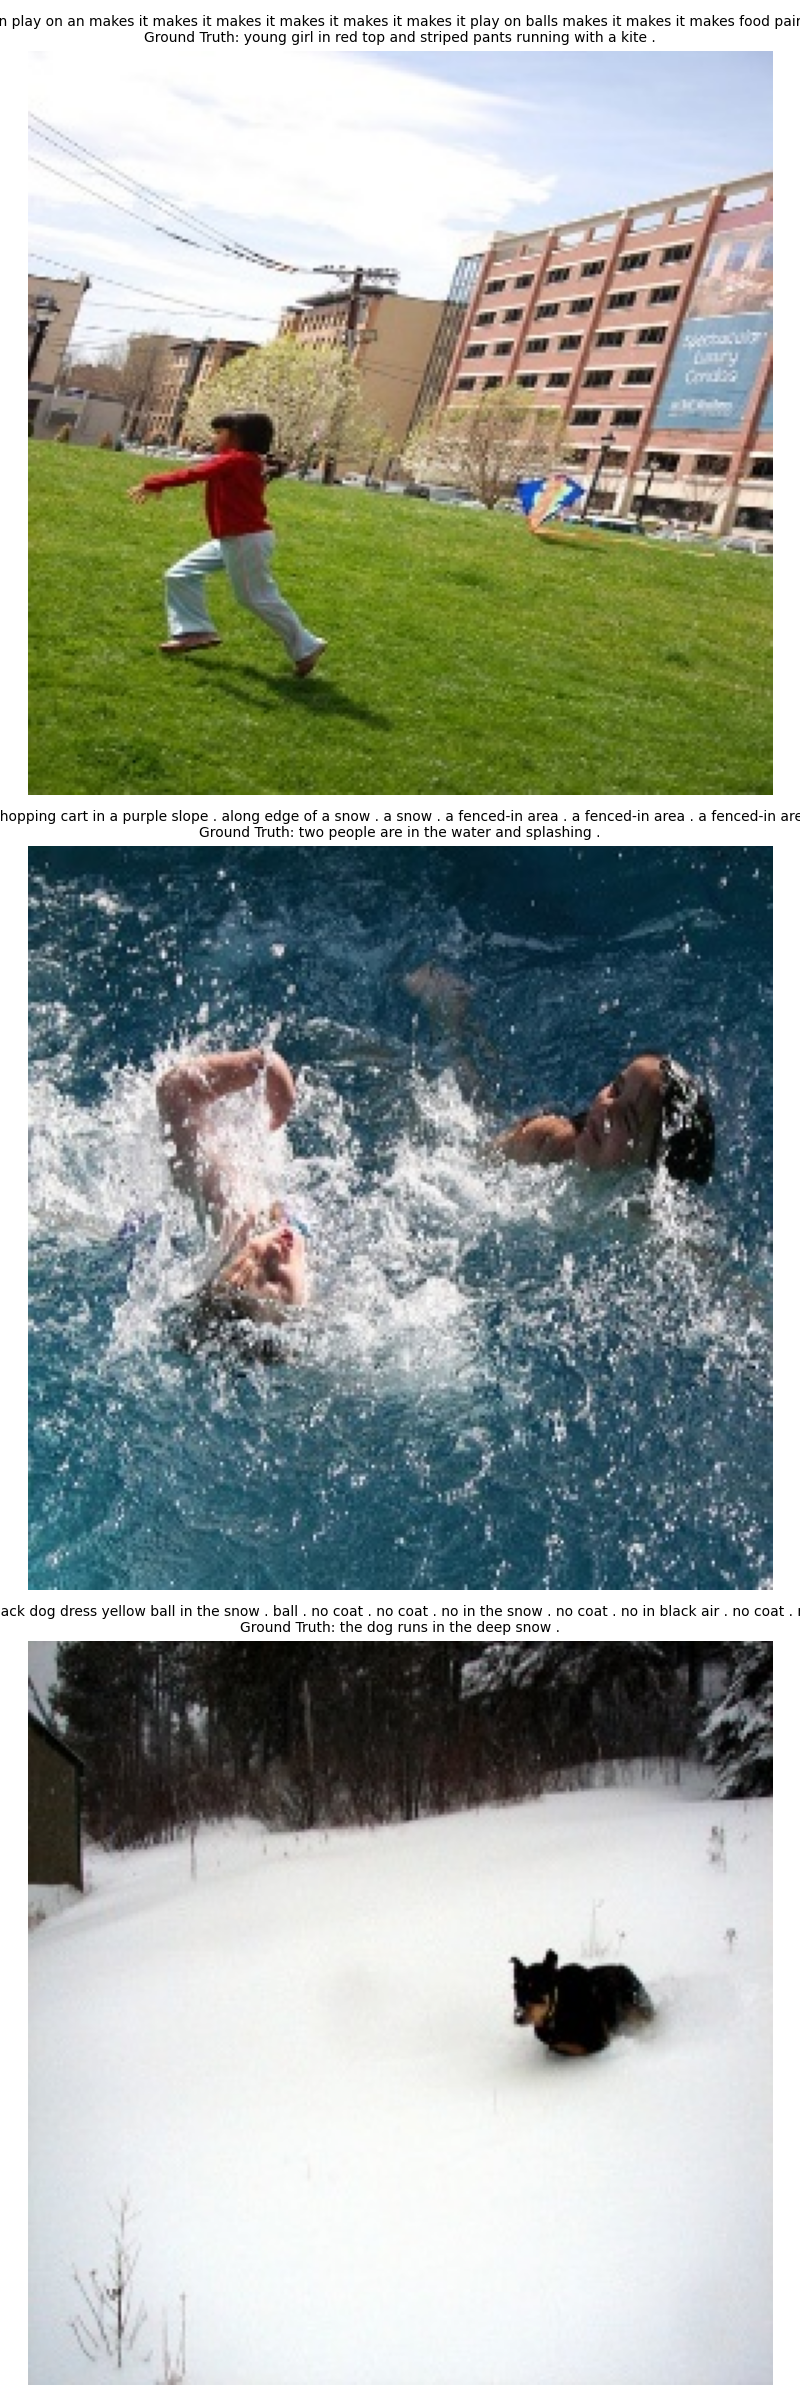 play on an makes it makes it makes it makes it makes it makes it play on balls makes it makes it makes food
Ground Truth: young girl in red top and striped pants running with a kite .
Spectacular
Luxury
Condos
hopping cart in a purple slope . along edge of a snow . a snow . a fenced-in area . a fenced-in area . a fenced-in
Ground Truth: two people are in the water and splashing .
ack dog dress yellow ball in the snow . ball . no coat . no coat . no in the snow . no coat . no in black air . no coat .
Ground Truth: the dog runs in the deep snow .